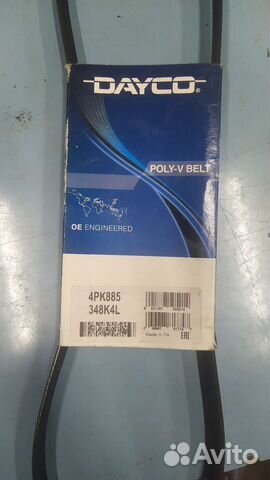 DAYCO®
POLY-V BELT
OE ENGINEERED
4PK885
348K4L
Made in ITA
EAC
Avito